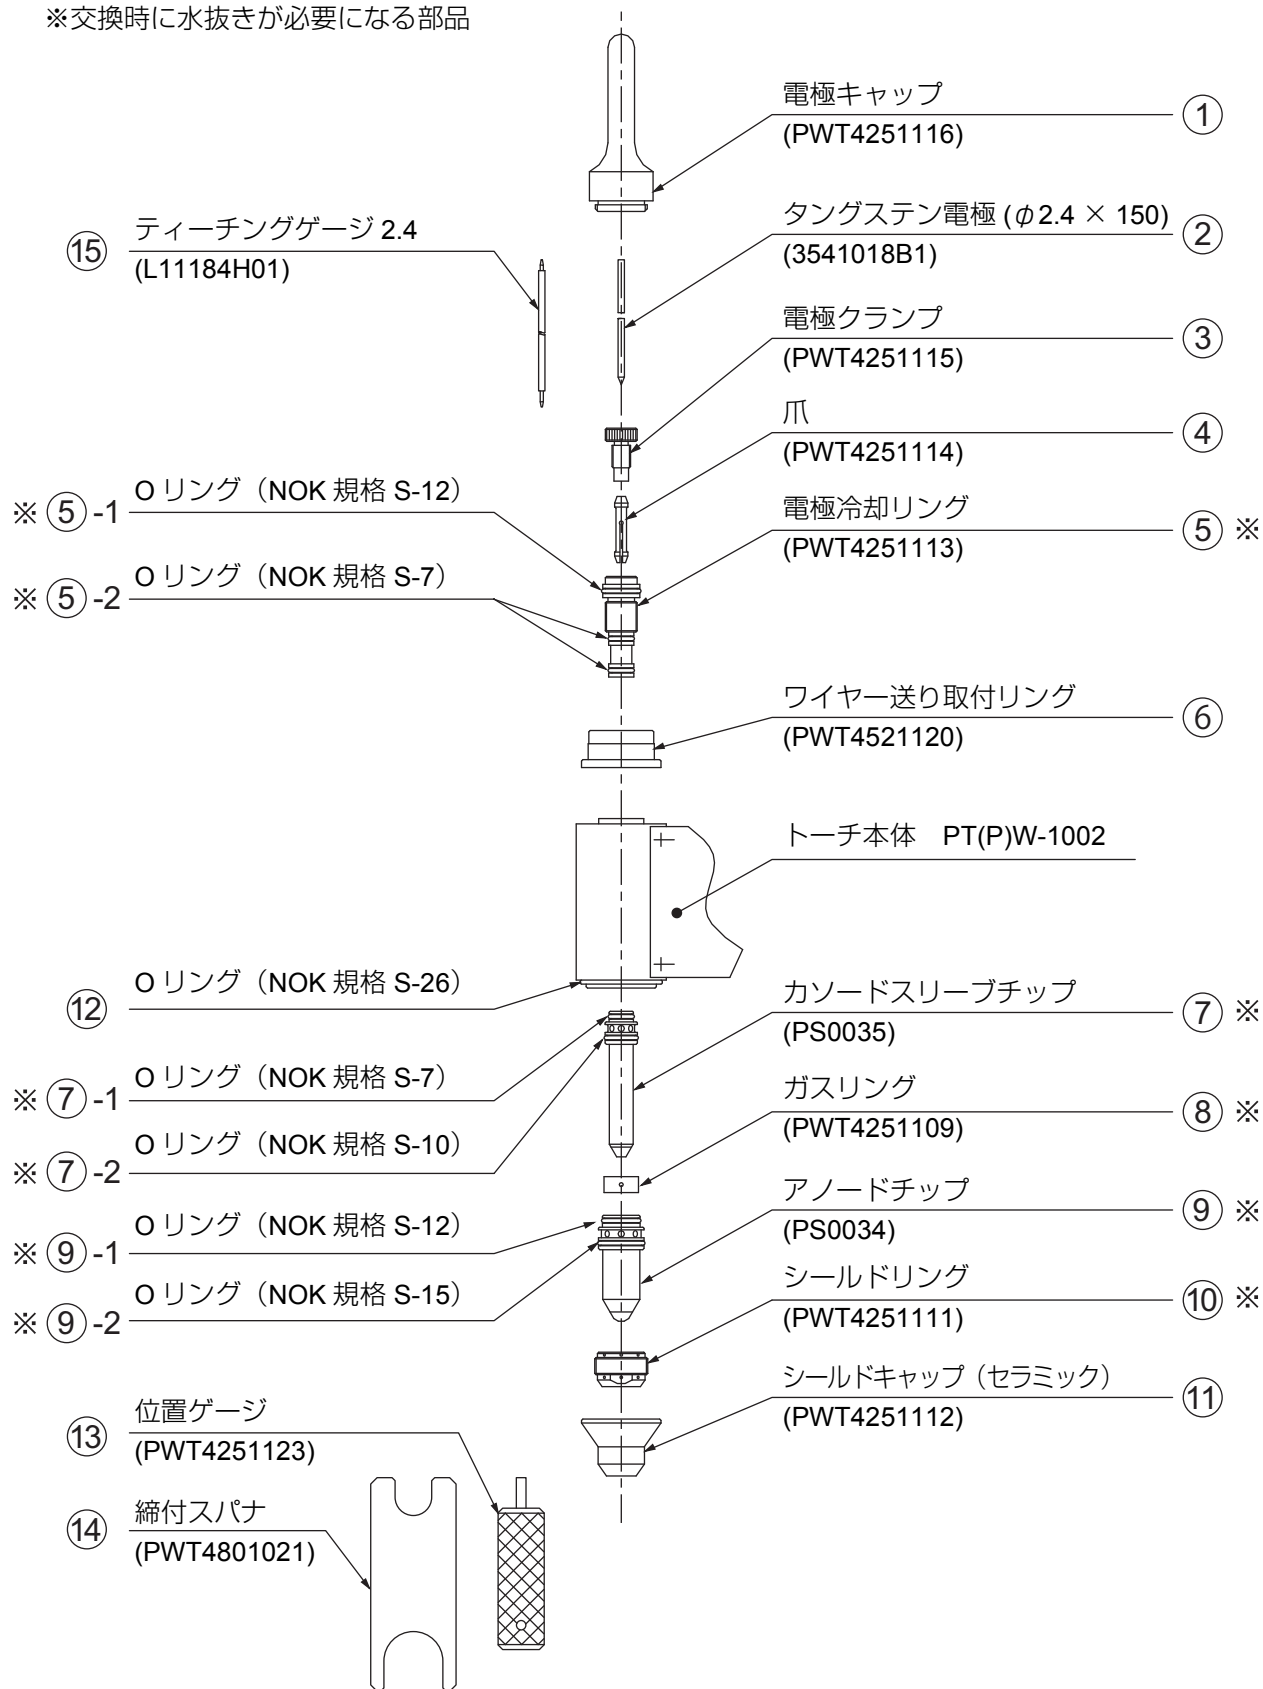 ※交換時に水抜きが必要になる部品
電極キャップ
(PWT4251116)
①
タングステン電極 (φ2.4 × 150)
(3541018B1)
②
ティーチングゲージ 2.4
(L11184H01)
⑮
電極クランプ
(PWT4251115)
③
爪
(PWT4251114)
④
※ ⑤ -1
O リング（NOK 規格 S-12）
電極冷却リング
(PWT4251113)
⑤ ※
※ ⑤ -2
O リング（NOK 規格 S-7）
ワイヤー送り取付リング
(PWT4521120)
⑥
トーチ本体　PT(P)W-1002
⑫
O リング（NOK 規格 S-26）
カソードスリーブチップ
(PS0035)
⑦ ※
※ ⑦ -1
O リング（NOK 規格 S-7）
ガスリング
(PWT4251109)
⑧ ※
※ ⑦ -2
O リング（NOK 規格 S-10）
アノードチップ
(PS0034)
⑨ ※
※ ⑨ -1
O リング（NOK 規格 S-12）
シールドリング
(PWT4251111)
⑩ ※
※ ⑨ -2
O リング（NOK 規格 S-15）
シールドキャップ（セラミック）
(PWT4251112)
⑪
⑬
位置ゲージ
(PWT4251123)
⑭
締付スパナ
(PWT4801021)